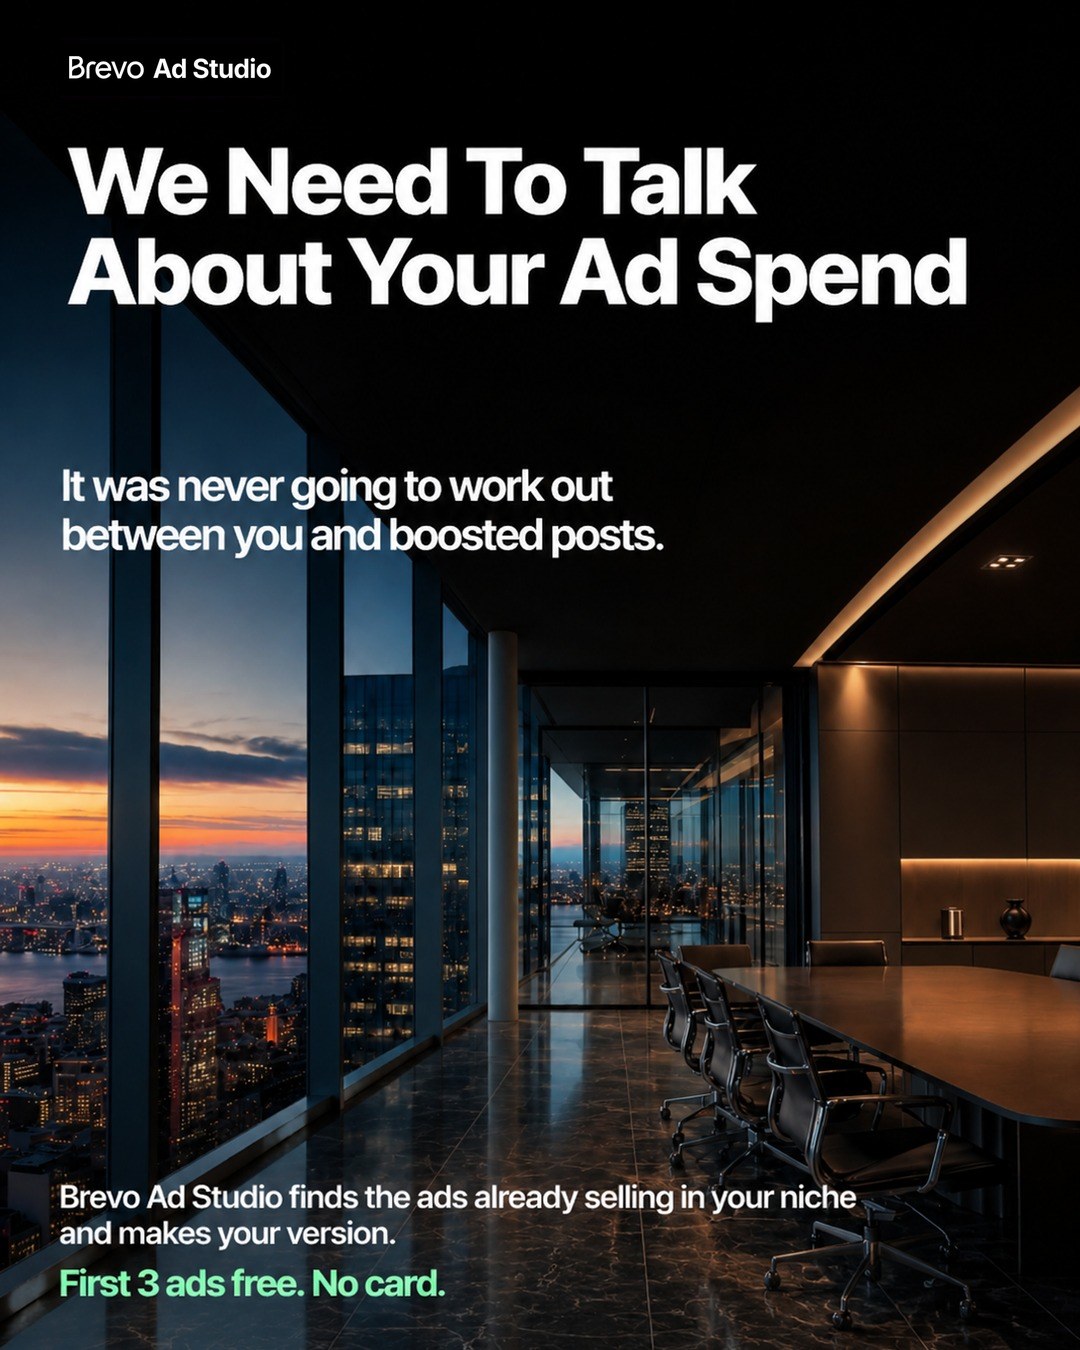 Brevo Ad Studio
We Need To Talk
About Your Ad Spend
It was never going to work out
between you and boosted posts.
Brevo Ad Studio finds the ads already selling in your niche
and makes your version.
First 3 ads free. No card.